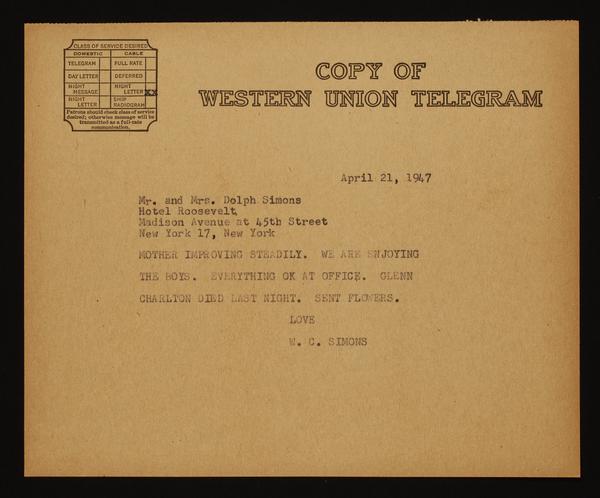 CLASS OF SERVICE DESIRED
DOMESTIC CABLE
TELEGRAM FULL RATE
DAY LETTER DEFERRED
NIGHT MESSAGE NIGHT LETTER XX
NIGHT LETTER SHIP RADIOGRAM
Patrons should check class of service
desired; otherwise message will be
transmitted as a full-rate
communication.
COPY OF
WESTERN UNION TELEGRAM
April 21, 1947
Mr. and Mrs. Dolph Simons
Hotel Roosevelt,
Madison Avenue at 45th Street
New York 17, New York
MOTHER IMPROVING STEADILY. WE ARE ENJOYING
THE BOYS. EVERYTHING OK AT OFFICE. GLENN
CHARLTON DIED LAST NIGHT. SENT FLOWERS.
LOVE
W. C. SIMONS